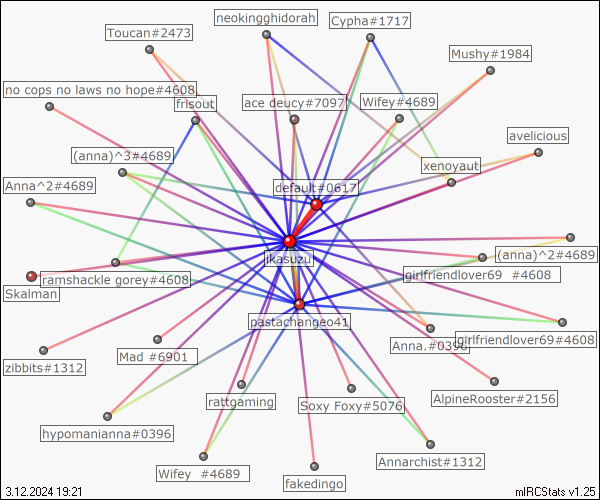 neokingghidorah
Cypha#1717
Toucan#2473
Mushy#1984
no cops no laws no hope#4608
frisout
ace deucy#7097
Wifey#4689
avelicious
(anna)^3#4689
xenoyaut
Anna^2#4689
default#0617
jkasuzu
(anna)^2#4689
Skalman
ramshackle gorey#4608
girlfriendlover69 #4608
pastachangeo41
Anna.#0396
girlfriendlover69#4608
zibbits#1312
Mad #6901
rattgaming
Soxy Foxy#5076
AlpineRooster#2156
hypomanianna#0396
Wifey #4689
fakedingo
Annarchist#1312
3.12.2024 19:21
mIRCStats v1.25